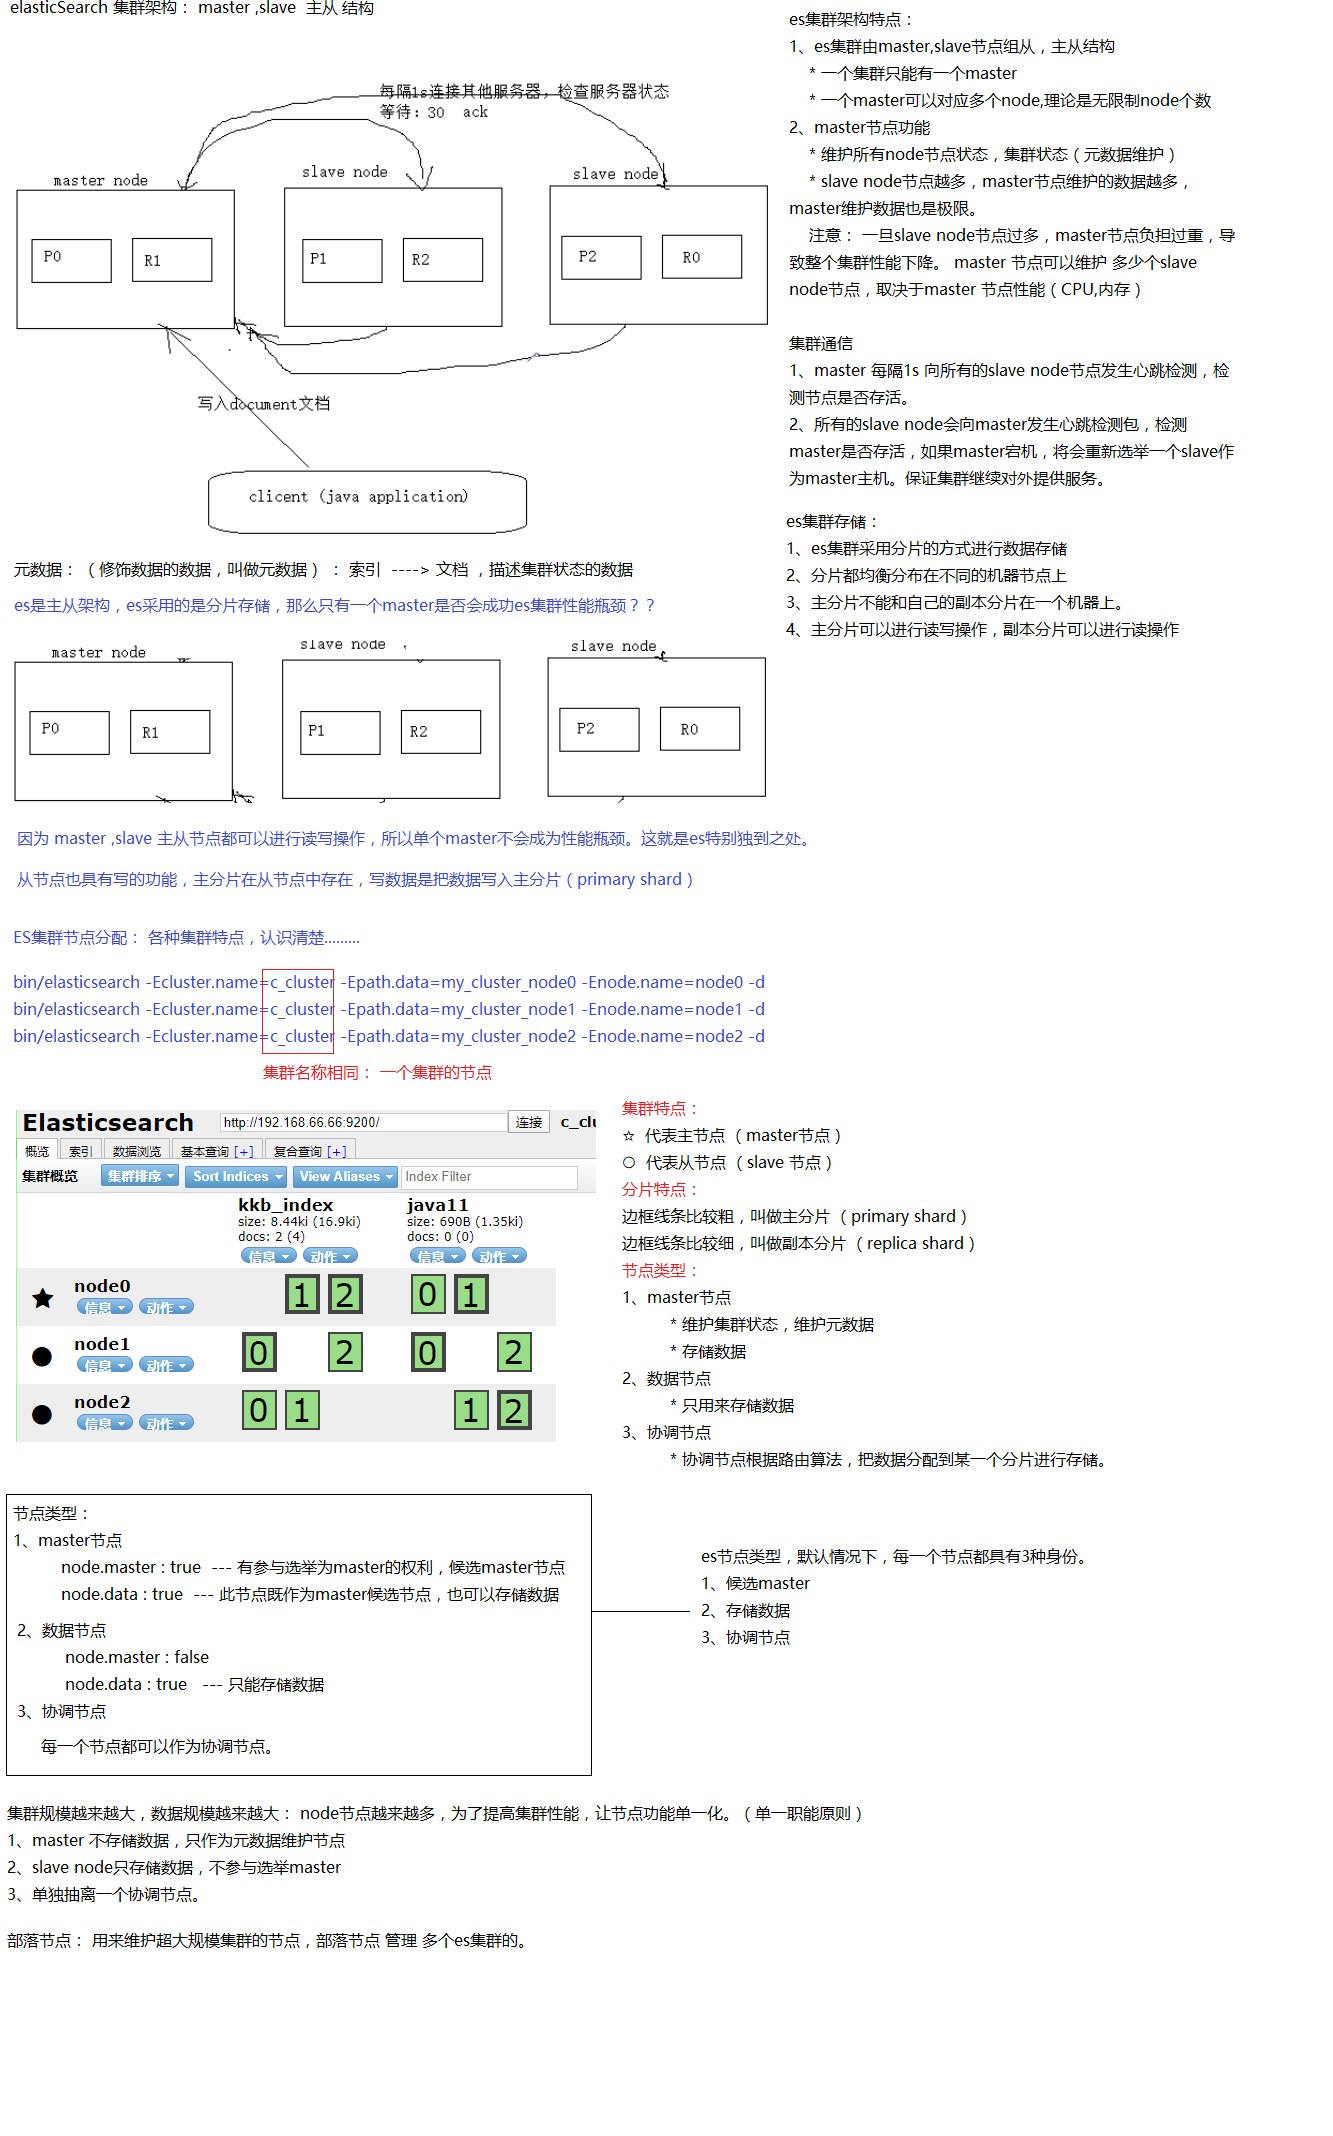 elasticSearch 集群架构： master ,slave  主从 结构
每隔1s连接其他服务器，检查服务器状态
等待：30  ack
master node
slave node
slave node
P0
R1
P1
R2
P2
R0
写入document文档
clicent (java application)
元数据： （修饰数据的数据，叫做元数据） ： 索引 ----> 文档 ，描述集群状态的数据
es是主从架构，es采用的是分片存储，那么只有一个master是否会成功es集群性能瓶颈？？
master node
slave node
slave node
P0
R1
P1
R2
P2
R0
因为 master ,slave 主从节点都可以进行读写操作，所以单个master不会成为性能瓶颈。这就是es特别独到之处。
从节点也具有写的功能，主分片在从节点中存在，写数据是把数据写入主分片（primary shard）
es集群架构特点：
1、es集群由master,slave节点组从，主从结构
* 一个集群只能有一个master
* 一个master可以对应多个node,理论是无限制node个数
2、master节点功能
* 维护所有node节点状态，集群状态（元数据维护）
* slave node节点越多，master节点维护的数据越多，
master维护数据也是极限。
注意： 一旦slave node节点过多，master节点负担过重，导
致整个集群性能下降。 master 节点可以维护 多少个slave
node节点，取决于master 节点性能（CPU,内存）
集群通信
1、master 每隔1s 向所有的slave node节点发生心跳检测，检
测节点是否存活。
2、所有的slave node会向master发生心跳检测包，检测
master是否存活，如果master宕机，将会重新选举一个slave作
为master主机。保证集群继续对外提供服务。
es集群存储：
1、es集群采用分片的方式进行数据存储
2、分片都均衡分布在不同的机器节点上
3、主分片不能和自己的副本分片在一个机器上。
4、主分片可以进行读写操作，副本分片可以进行读操作
ES集群节点分配： 各种集群特点，认识清楚.........
bin/elasticsearch -Ecluster.name=c_cluster -Epath.data=my_cluster_node0 -Enode.name=node0 -d
bin/elasticsearch -Ecluster.name=c_cluster -Epath.data=my_cluster_node1 -Enode.name=node1 -d
bin/elasticsearch -Ecluster.name=c_cluster -Epath.data=my_cluster_node2 -Enode.name=node2 -d
集群名称相同： 一个集群的节点
Elasticsearch http://192.168.66.66:9200/ 连接 c_clu
概览 索引 数据浏览 基本查询 [+] 复合查询 [+]
集群概览 集群排序 Sort Indices View Aliases Index Filter
kkb_index java11
size: 8.44ki (16.9ki) size: 690B (1.35ki)
docs: 2 (4) docs: 0 (0)
信息 动作 信息 动作
node0 1 2 0 1
信息 动作
node1 0 2 0 2
信息 动作
node2 0 1 1 2
信息 动作
集群特点：
☆ 代表主节点 （ master节点 ）
○ 代表从节点 （ slave 节点 ）
分片特点：
边框线条比较粗，叫做主分片 （ primary shard ）
边框线条比较细，叫做副本分片 （ replica shard ）
节点类型：
1、master节点
* 维护集群状态，维护元数据
* 存储数据
2、数据节点
* 只用来存储数据
3、协调节点
* 协调节点根据路由算法，把数据分配到某一个分片进行存储。
节点类型：
1、master节点
node.master : true  --- 有参与选举为master的权利，候选master节点
node.data : true  --- 此节点既作为master候选节点，也可以存储数据
2、数据节点
node.master : false
node.data : true   --- 只能存储数据
3、协调节点
每一个节点都可以作为协调节点。
es节点类型，默认情况下，每一个节点都具有3种身份。
1、候选master
2、存储数据
3、协调节点
集群规模越来越大，数据规模越来越大： node节点越来越多，为了提高集群性能，让节点功能单一化。（单一职能原则）
1、master 不存储数据，只作为元数据维护节点
2、slave node只存储数据，不参与选举master
3、单独抽离一个协调节点。
部落节点： 用来维护超大规模集群的节点，部落节点 管理 多个es集群的。